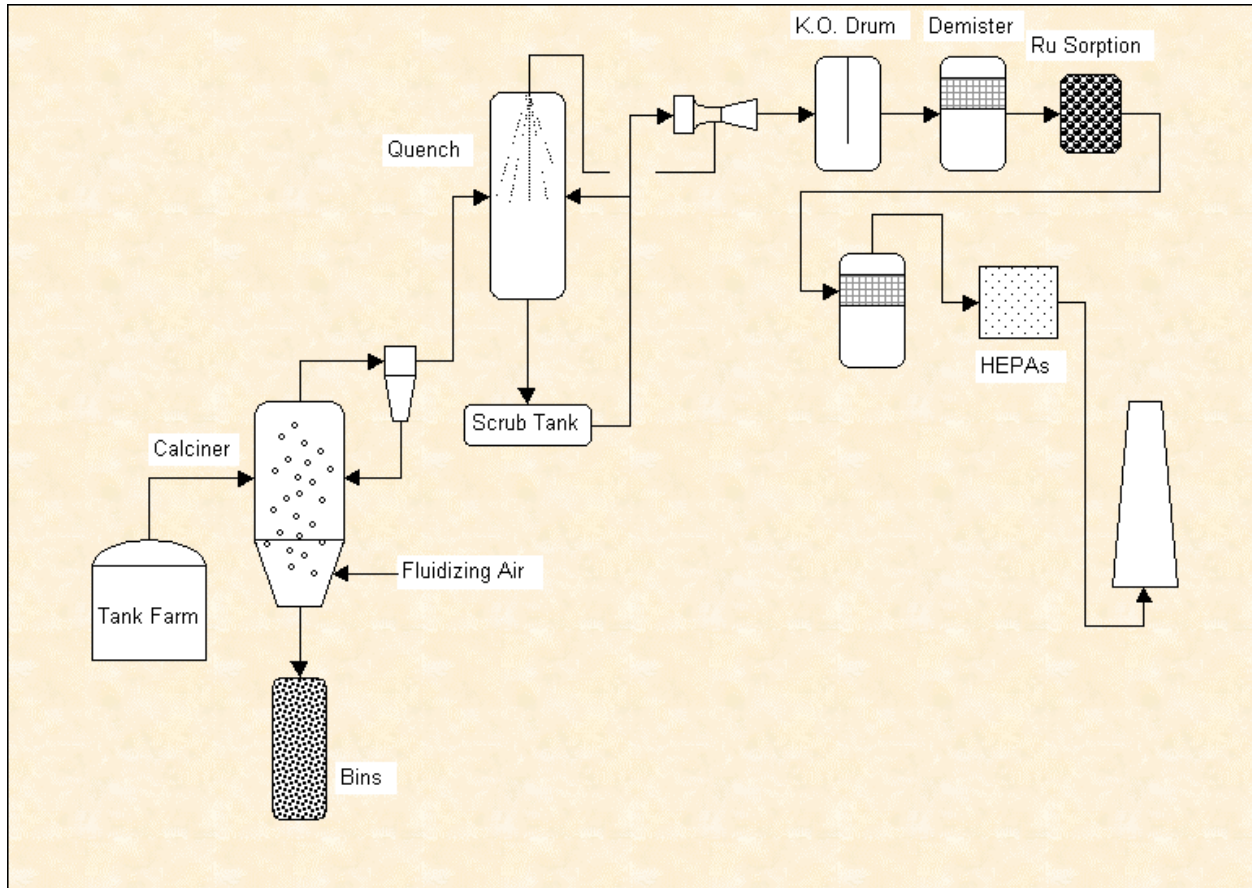 K.O. Drum
Demister
Ru Sorption
Quench
HEPAs
Scrub Tank
Calciner
Fluidizing Air
Tank Farm
Bins